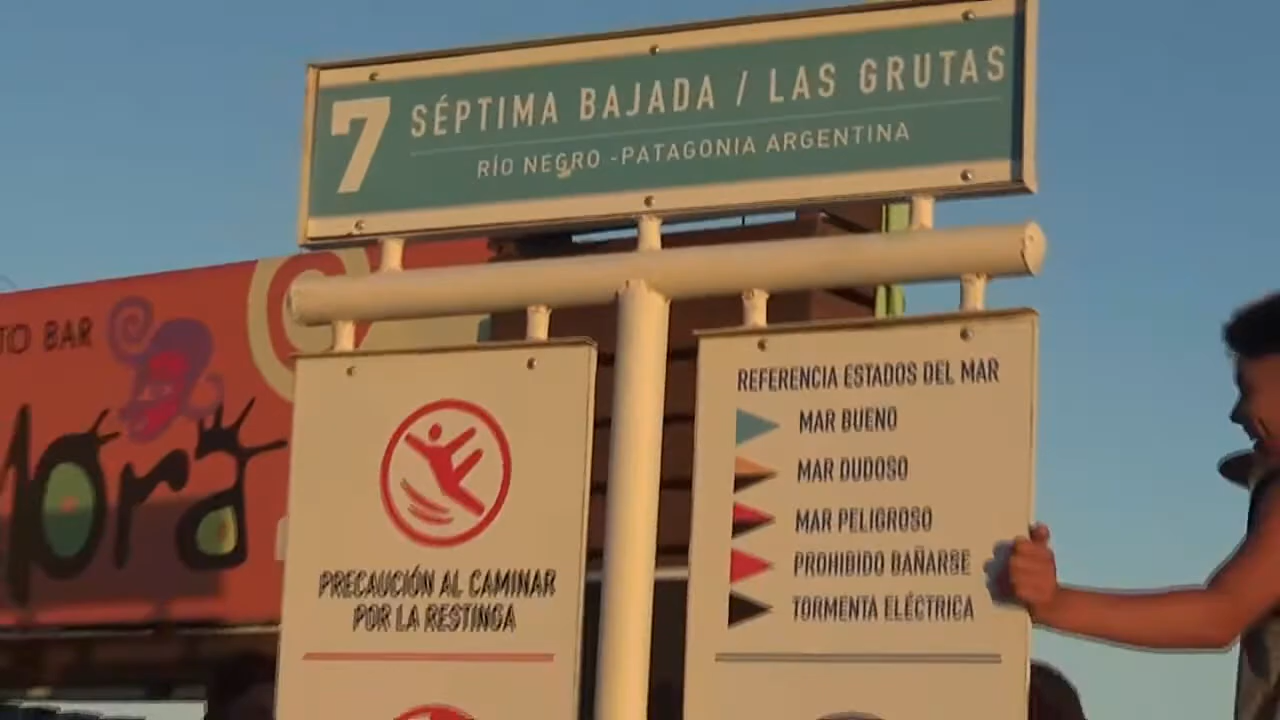 7
SÉPTIMA BAJADA / LAS GRUTAS
RÍO NEGRO - PATAGONIA ARGENTINA
TO BAR
Mora
PRECAUCIÓN AL CAMINAR
POR LA RESTINGA
REFERENCIA ESTADOS DEL MAR
MAR BUENO
MAR DUDOSO
MAR PELIGROSO
PROHIBIDO BAÑARSE
TORMENTA ELÉCTRICA